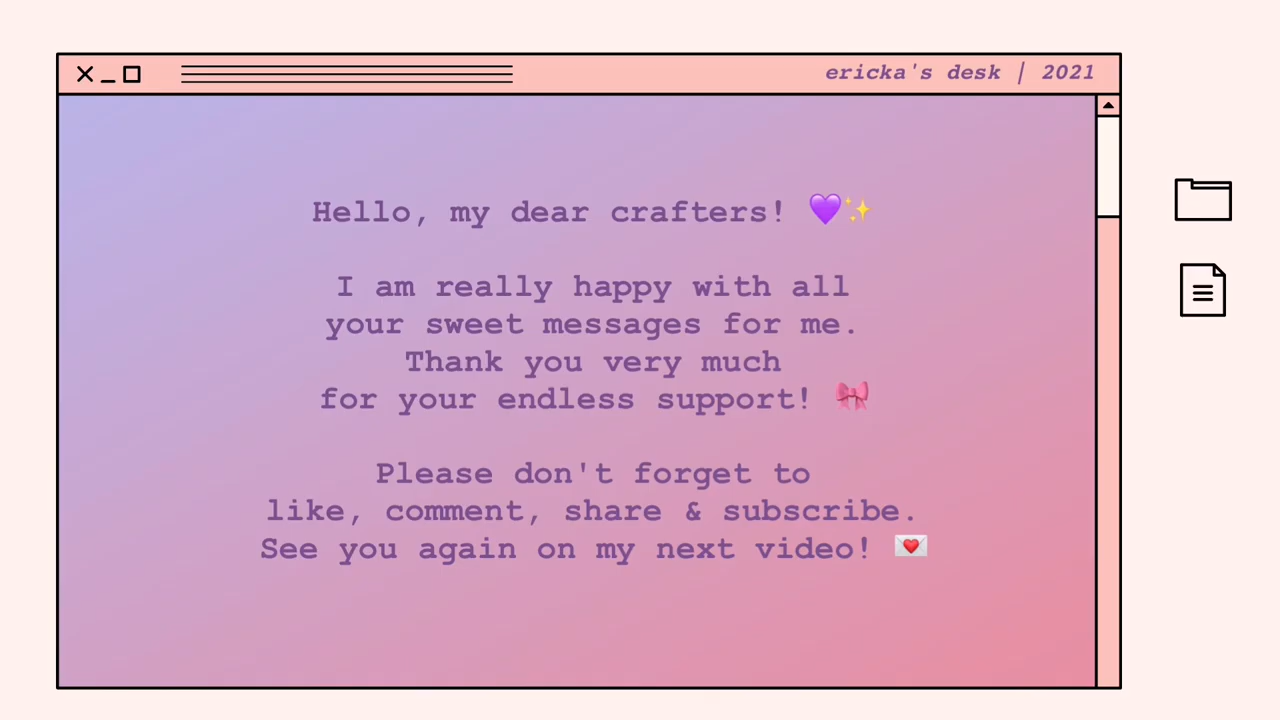 ericka's desk | 2021
Hello, my dear crafters! 💜✨
I am really happy with all
your sweet messages for me.
Thank you very much
for your endless support! 🎀
Please don't forget to
like, comment, share & subscribe.
See you again on my next video! 💌